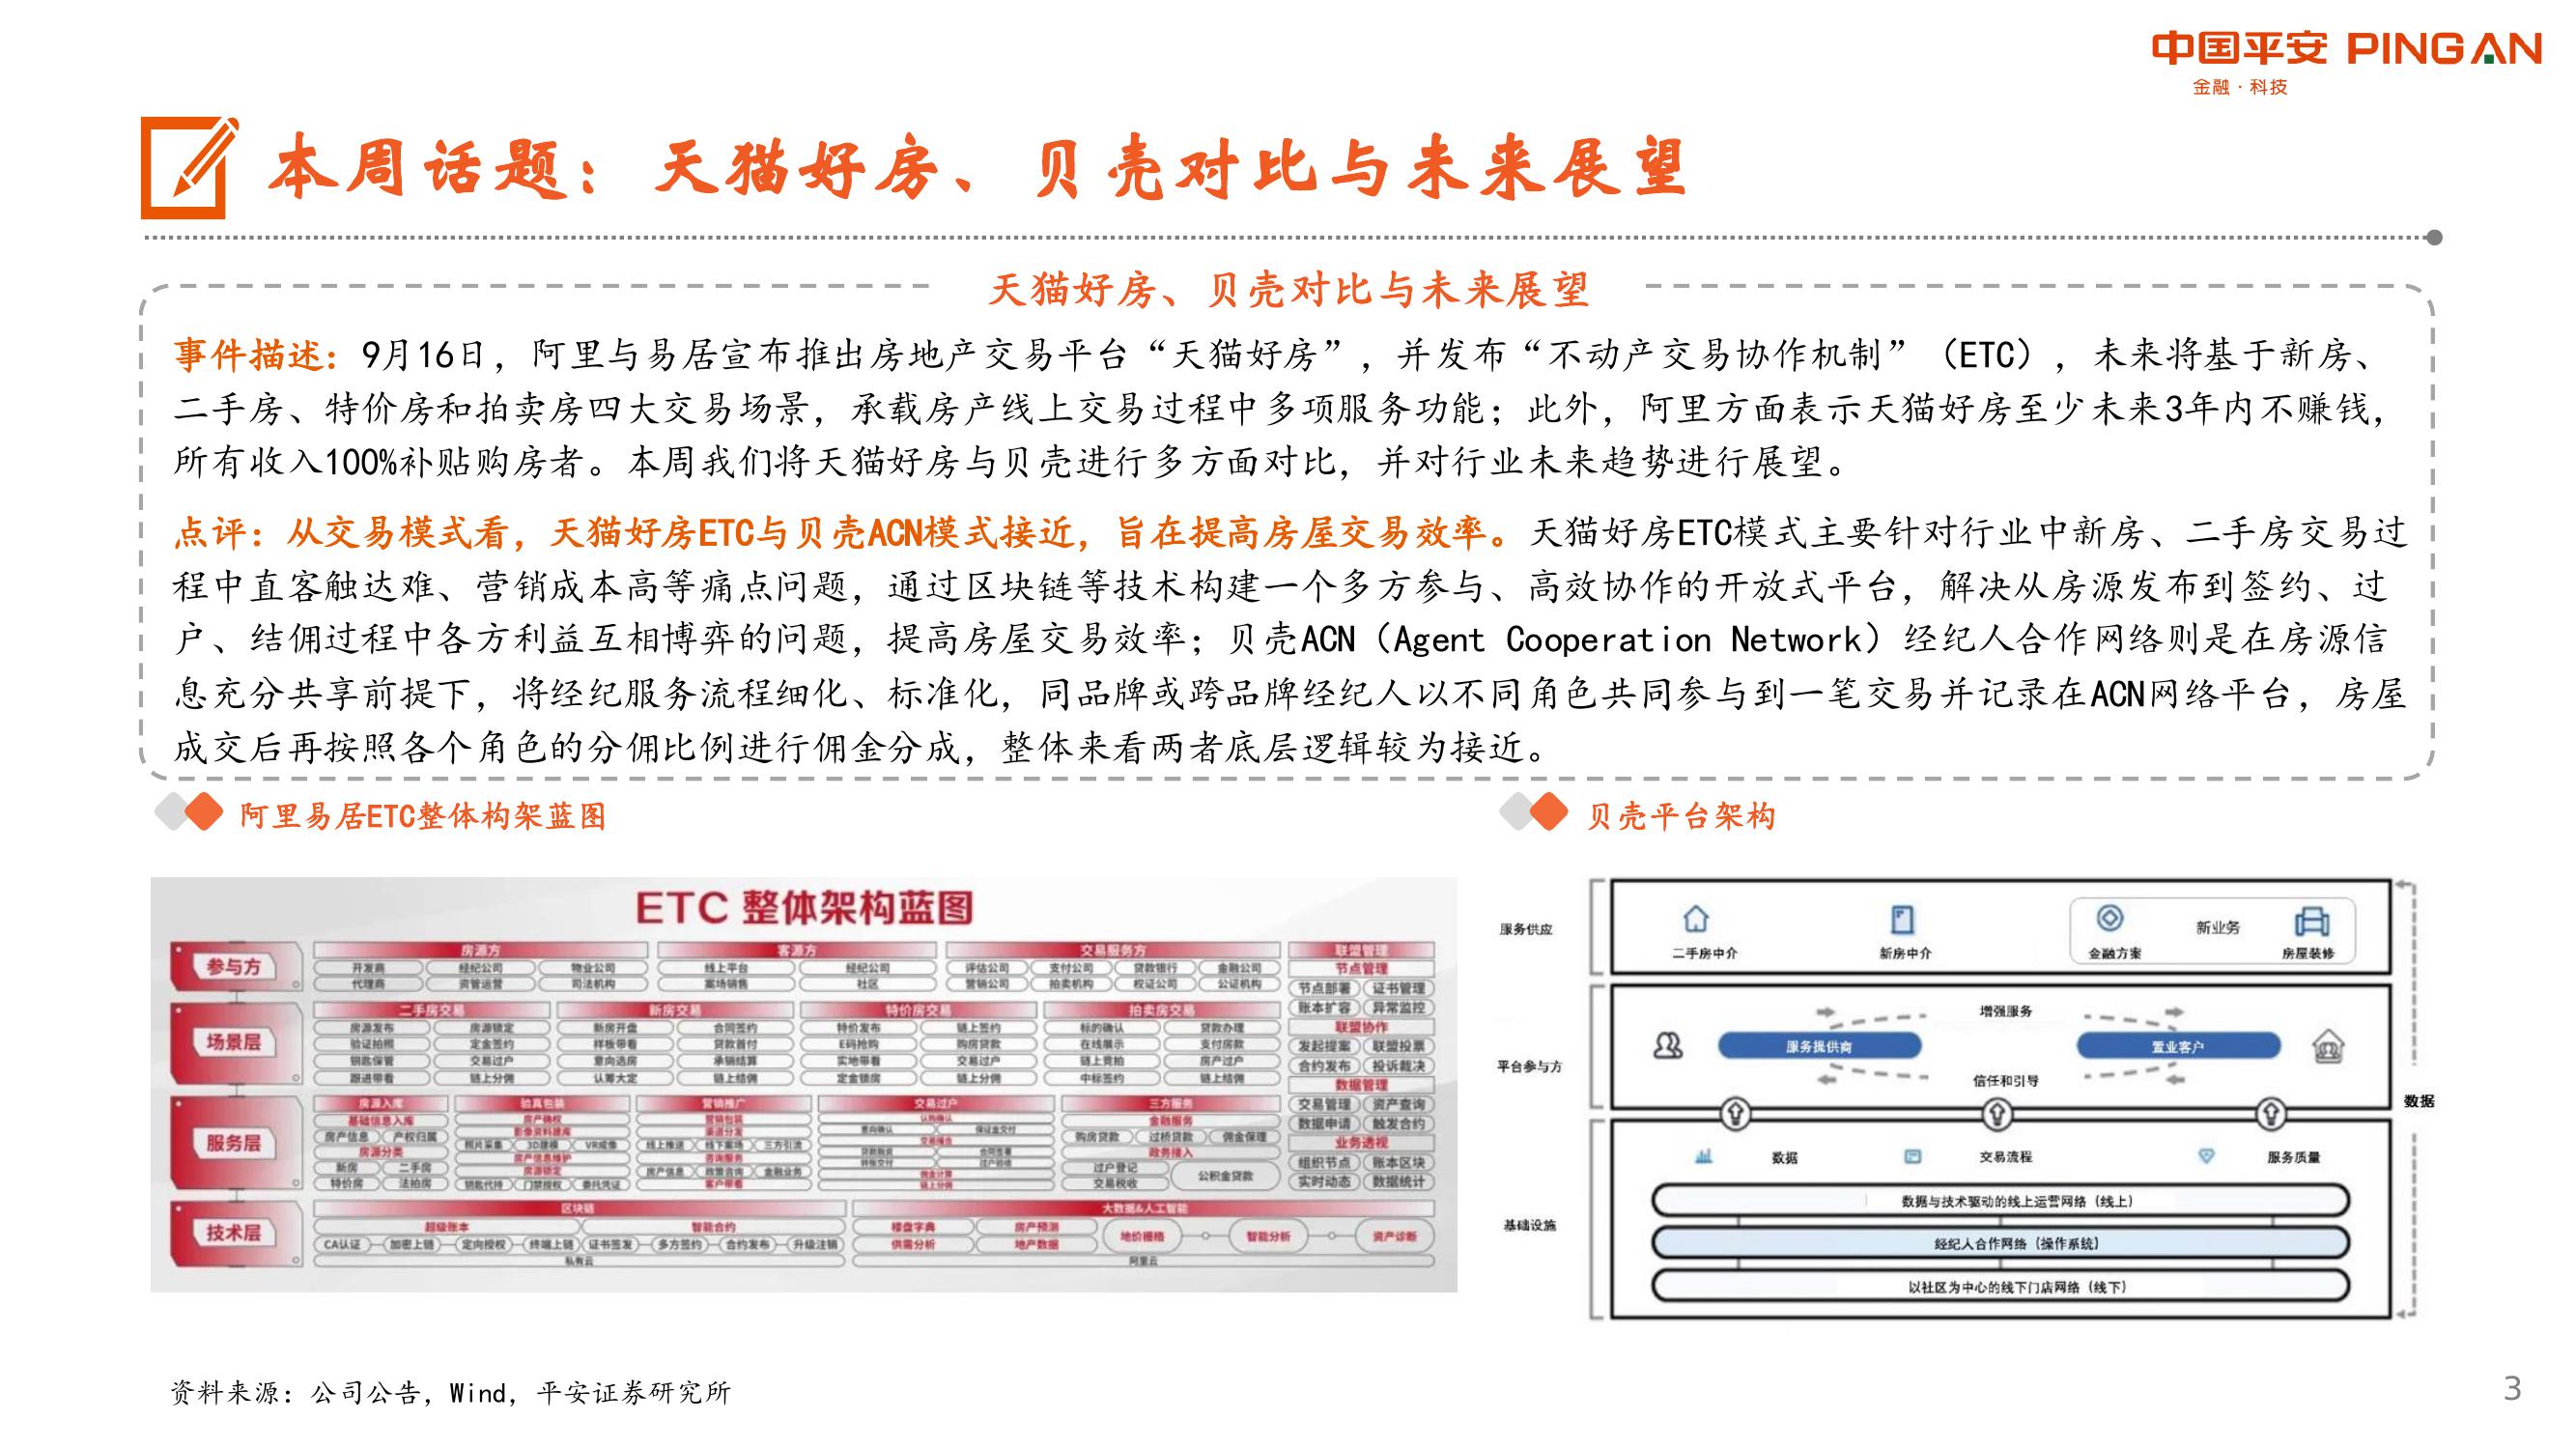 中国平安 PINGAN
金融·科技
本周话题：天猫好房、贝壳对比与未来展望
天猫好房、贝壳对比与未来展望
事件描述：9月16日，阿里与易居宣布推出房地产交易平台“天猫好房”，并发布“不动产交易协作机制”（ETC），未来将基于新房、
二手房、特价房和拍卖房四大交易场景，承载房产线上交易过程中多项服务功能；此外，阿里方面表示天猫好房至少未来3年内不赚钱，
所有收入100%补贴购房者。本周我们将天猫好房与贝壳进行多方面对比，并对行业未来趋势进行展望。
点评：从交易模式看，天猫好房ETC与贝壳ACN模式接近，旨在提高房屋交易效率。天猫好房ETC模式主要针对行业中新房、二手房交易过
程中直客触达难、营销成本高等痛点问题，通过区块链等技术构建一个多方参与、高效协作的开放式平台，解决从房源发布到签约、过
户、结佣过程中各方利益互相博弈的问题，提高房屋交易效率；贝壳ACN（Agent Cooperation Network）经纪人合作网络则是在房源信
息充分共享前提下，将经纪服务流程细化、标准化，同品牌或跨品牌经纪人以不同角色共同参与到一笔交易并记录在ACN网络平台，房屋
成交后再按照各个角色的分佣比例进行佣金分成，整体来看两者底层逻辑较为接近。
阿里易居ETC整体构架蓝图
ETC 整体架构蓝图
参与方
房源方 客源方 交易服务方
开发商 经纪公司 物业公司 线上平台 经纪公司 评估公司 支付公司 贷款银行 金融公司
代理商 资管运营 司法机构 案场销售 社区 营销公司 拍卖机构 权证公司 公证机构
场景层
二手房交易 新房交易 特价房交易 拍卖房交易
房源发布 房源锁定 新房开盘 合同签约 特价发布 链上签约 标的确认 贷款办理
验证拍照 定金签约 样板带看 贷款首付 E码抢购 购房贷款 在线展示 支付房款
钥匙保管 交易过户 意向选房 承销结算 实地带看 交易过户 链上竞拍 房产过户
跟进带看 链上分佣 认筹大定 链上结佣 定金锁房 链上分佣 中标签约 链上结佣
服务层
房源入库 验真包装 营销推广 交易过户 三方服务
基础信息入库 房产确权 营销包装 金融服务
房产信息 产权归属 照片采集 3D建模 VR成像 线上推送 线下案场 三方引流 购房贷款 过桥贷款 佣金保理
房源分类 房产信息维护 咨询服务 政务接入
新房 二手房 房源锁定 房产信息 政策咨询 金融业务 过户登记 公积金贷款
特价房 法拍房 钥匙代持 门禁授权 委托凭证 客户带看 链上分佣 交易税收
技术层
区块链 大数据&人工智能
超级账本 智能合约 楼盘字典 房产预测 地价栅格 智能分析 资产诊断
CA认证 加密上链 定向授权 终端上链 证书签发 多方签约 合约发布 升级注销 供需分析 地产数据
私有云 阿里云
联盟管理
节点管理
节点部署 证书管理
账本扩容 异常监控
联盟协作
发起提案 联盟投票
合约发布 投诉裁决
数据管理
交易管理 资产查询
数据申请 触发合约
业务透视
组织节点 账本区块
实时动态 数据统计
贝壳平台架构
服务供应
二手房中介 新房中介 金融方案 新业务 房屋装修
平台参与方
增强服务
服务提供商 置业客户
信任和引导
数据
基础设施
数据 交易流程 服务质量
数据与技术驱动的线上运营网络（线上）
经纪人合作网络（操作系统）
以社区为中心的线下门店网络（线下）
资料来源：公司公告，Wind，平安证券研究所
3